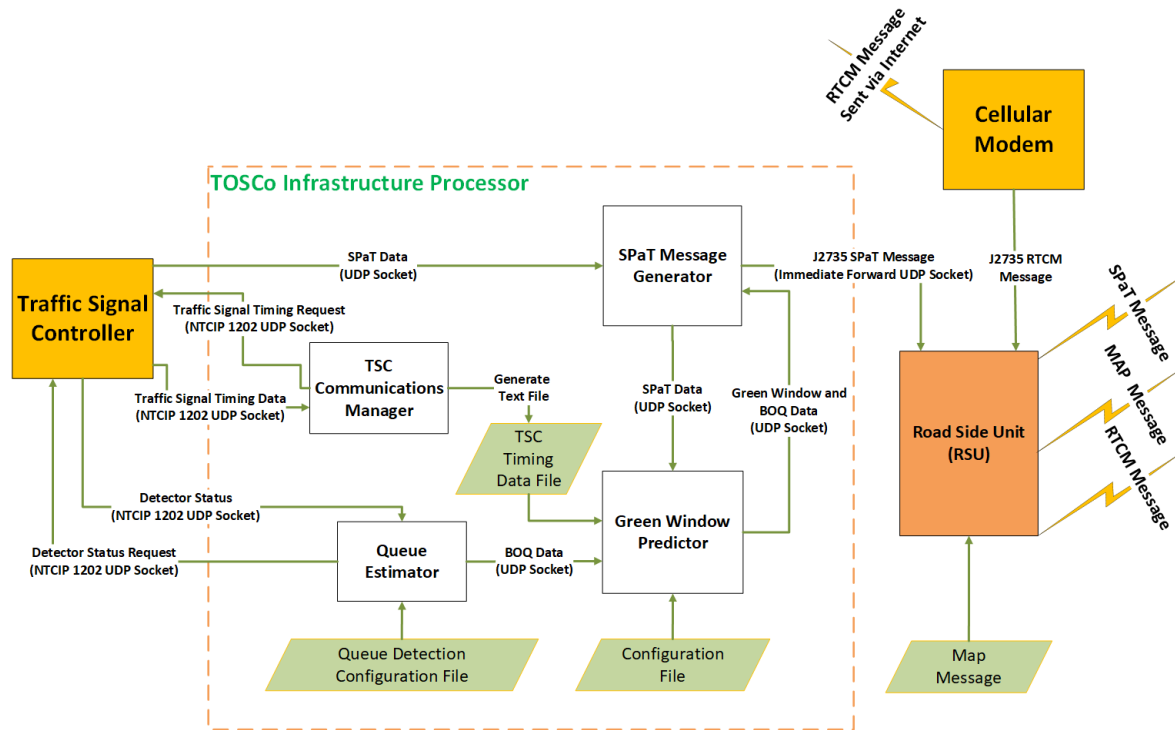 RTCM Message
Sent via Internet
Cellular
Modem
TOSCo Infrastructure Processor
SPaT Data
(UDP Socket)
SPaT Message
Generator
J2735 SPaT Message
(Immediate Forward UDP Socket)
J2735 RTCM
Message
Traffic Signal
Controller
Traffic Signal Timing Request
(NTCIP 1202 UDP Socket)
TSC
Communications
Manager
Generate
Text File
Traffic Signal Timing Data
(NTCIP 1202 UDP Socket)
SPaT Data
(UDP Socket)
Green Window and
BOQ Data
(UDP Socket)
SPaT Message
MAP Message
RTCM Message
Road Side Unit
(RSU)
TSC
Timing
Data File
Detector Status
(NTCIP 1202 UDP Socket)
Green Window
Predictor
Detector Status Request
(NTCIP 1202 UDP Socket)
Queue
Estimator
BOQ Data
(UDP Socket)
Queue Detection
Configuration File
Configuration
File
Map
Message